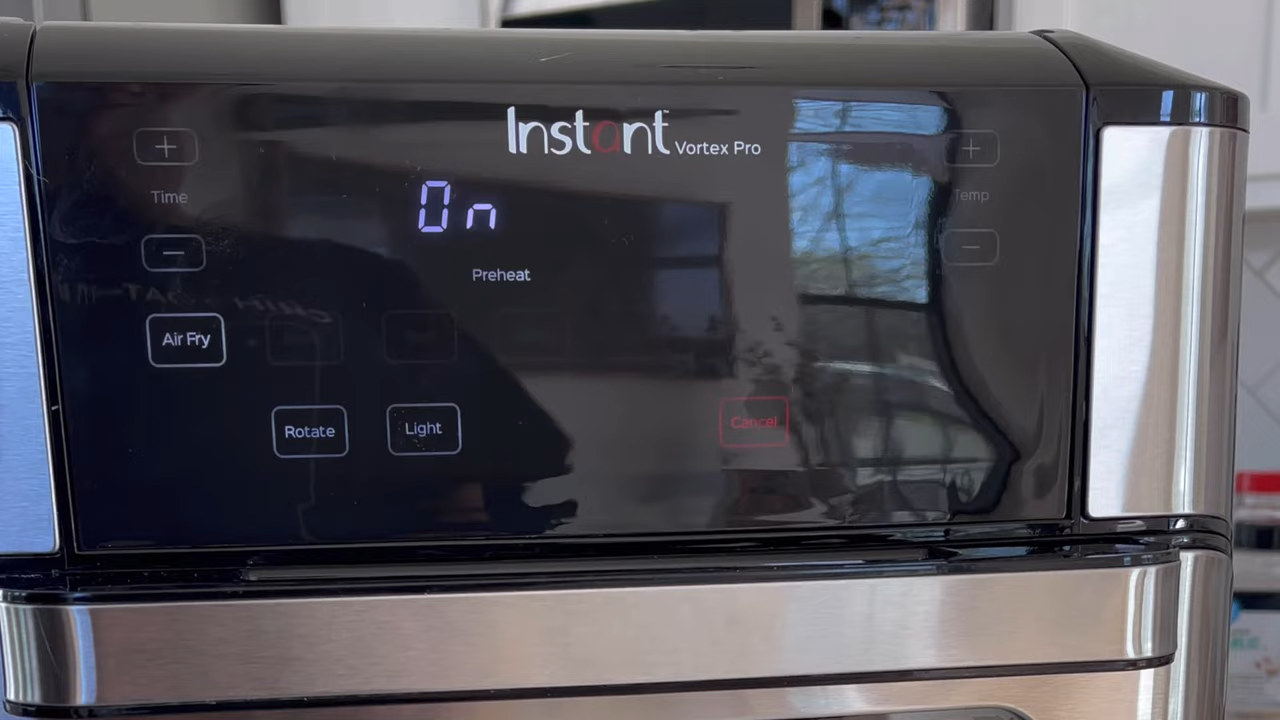 Instant Vortex Pro
+
+
Time
Temp
On
−
−
Preheat
Air Fry
Rotate
Light
Cancel